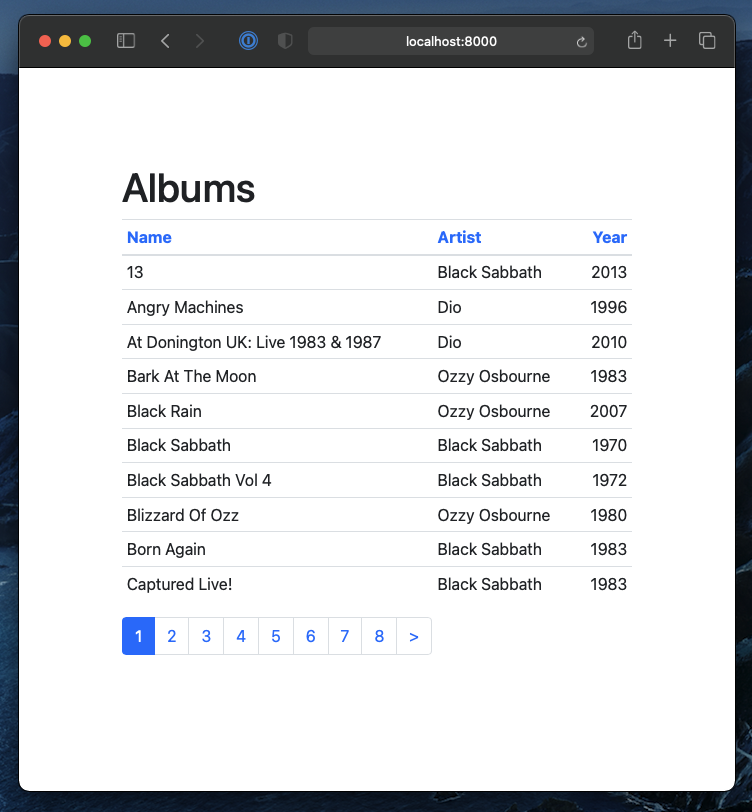 localhost:8000
Albums
Name Artist Year
13 Black Sabbath 2013
Angry Machines Dio 1996
At Donington UK: Live 1983 & 1987 Dio 2010
Bark At The Moon Ozzy Osbourne 1983
Black Rain Ozzy Osbourne 2007
Black Sabbath Black Sabbath 1970
Black Sabbath Vol 4 Black Sabbath 1972
Blizzard Of Ozz Ozzy Osbourne 1980
Born Again Black Sabbath 1983
Captured Live! Black Sabbath 1983
1 2 3 4 5 6 7 8 >